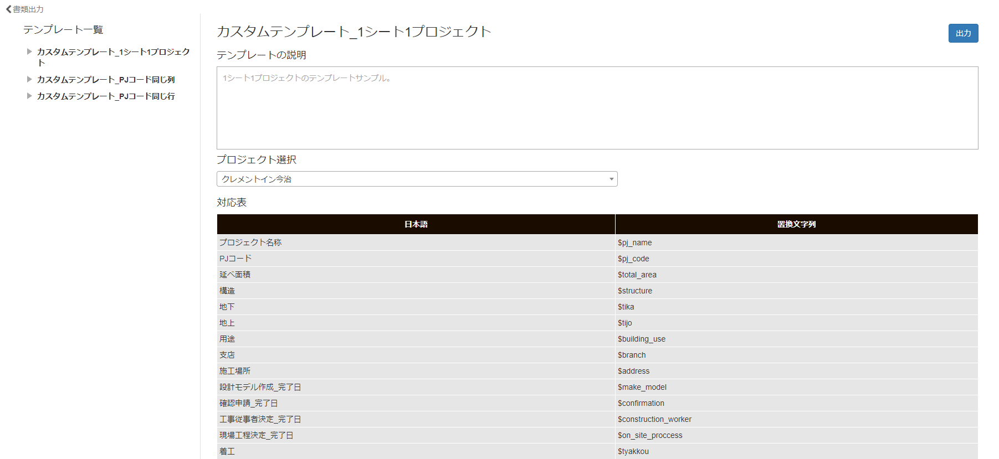 書類出力
テンプレート一覧
カスタムテンプレート_1シート1プロジェク
ト
カスタムテンプレート_PJコード同じ列
カスタムテンプレート_PJコード同じ行
カスタムテンプレート_1シート1プロジェクト
出力
テンプレートの説明
1シート1プロジェクトのテンプレートサンプル。
プロジェクト選択
クレメントイン今治
対応表
日本語 置換文字列
プロジェクト名称 $pj_name
PJコード $pj_code
延べ面積 $total_area
構造 $structure
地下 $tika
地上 $tijo
用途 $building_use
支店 $branch
施工場所 $address
設計モデル作成_完了日 $make_model
確認申請_完了日 $confirmation
工事従事者決定_完了日 $construction_worker
現場工程決定_完了日 $on_site_proccess
着工 $tyakkou